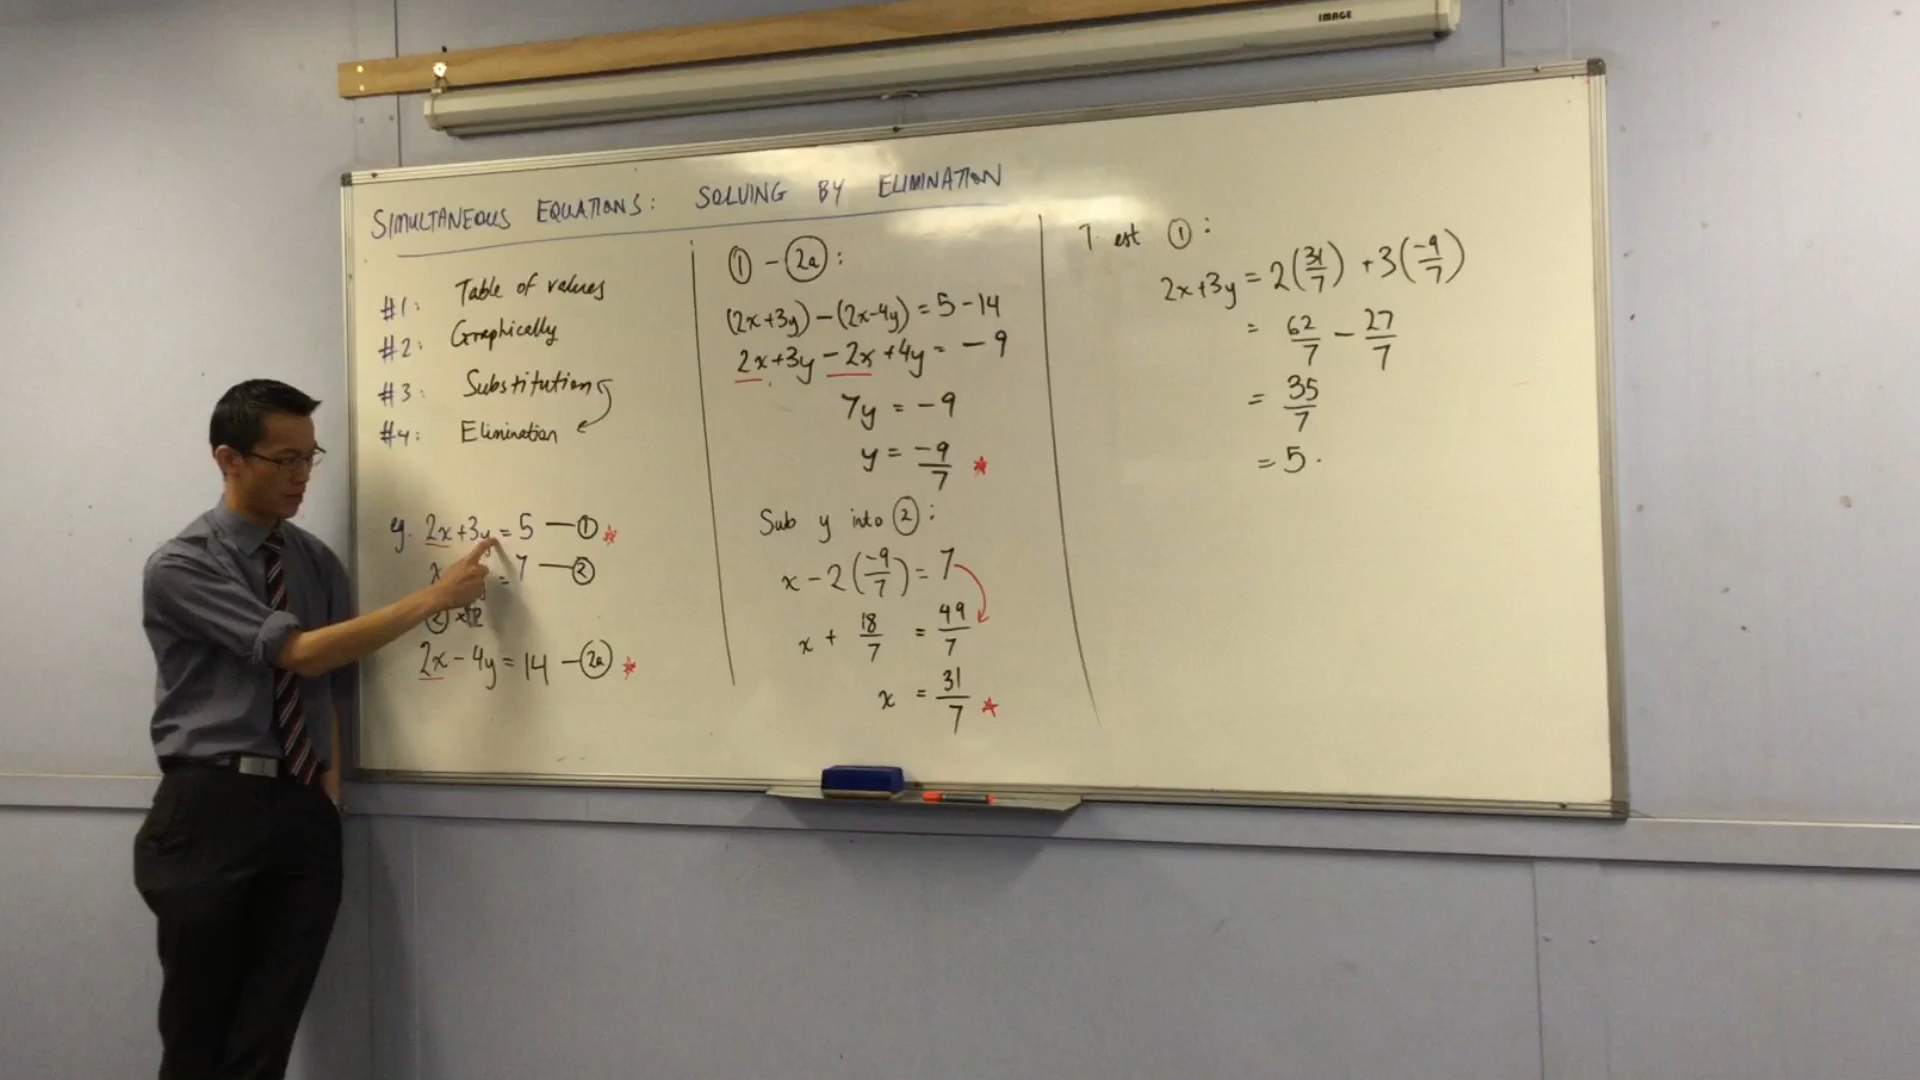 IMAGE
SIMULTANEOUS EQUATIONS: SOLVING BY ELIMINATION
#1: Table of values
#2: Graphically
#3: Substitution
#4: Elimination
eg. 2x+3y=5 — ①
x = 7 — ②
② ×2
2x-4y=14 — (2a)
① - (2a):
(2x+3y)-(2x-4y)=5-14
2x+3y-2x+4y=-9
7y=-9
y=-9/7
Sub y into ②:
x-2(-9/7)=7
x+18/7=49/7
x=31/7
Test ①:
2x+3y=2(31/7)+3(-9/7)
=62/7-27/7
=35/7
=5.